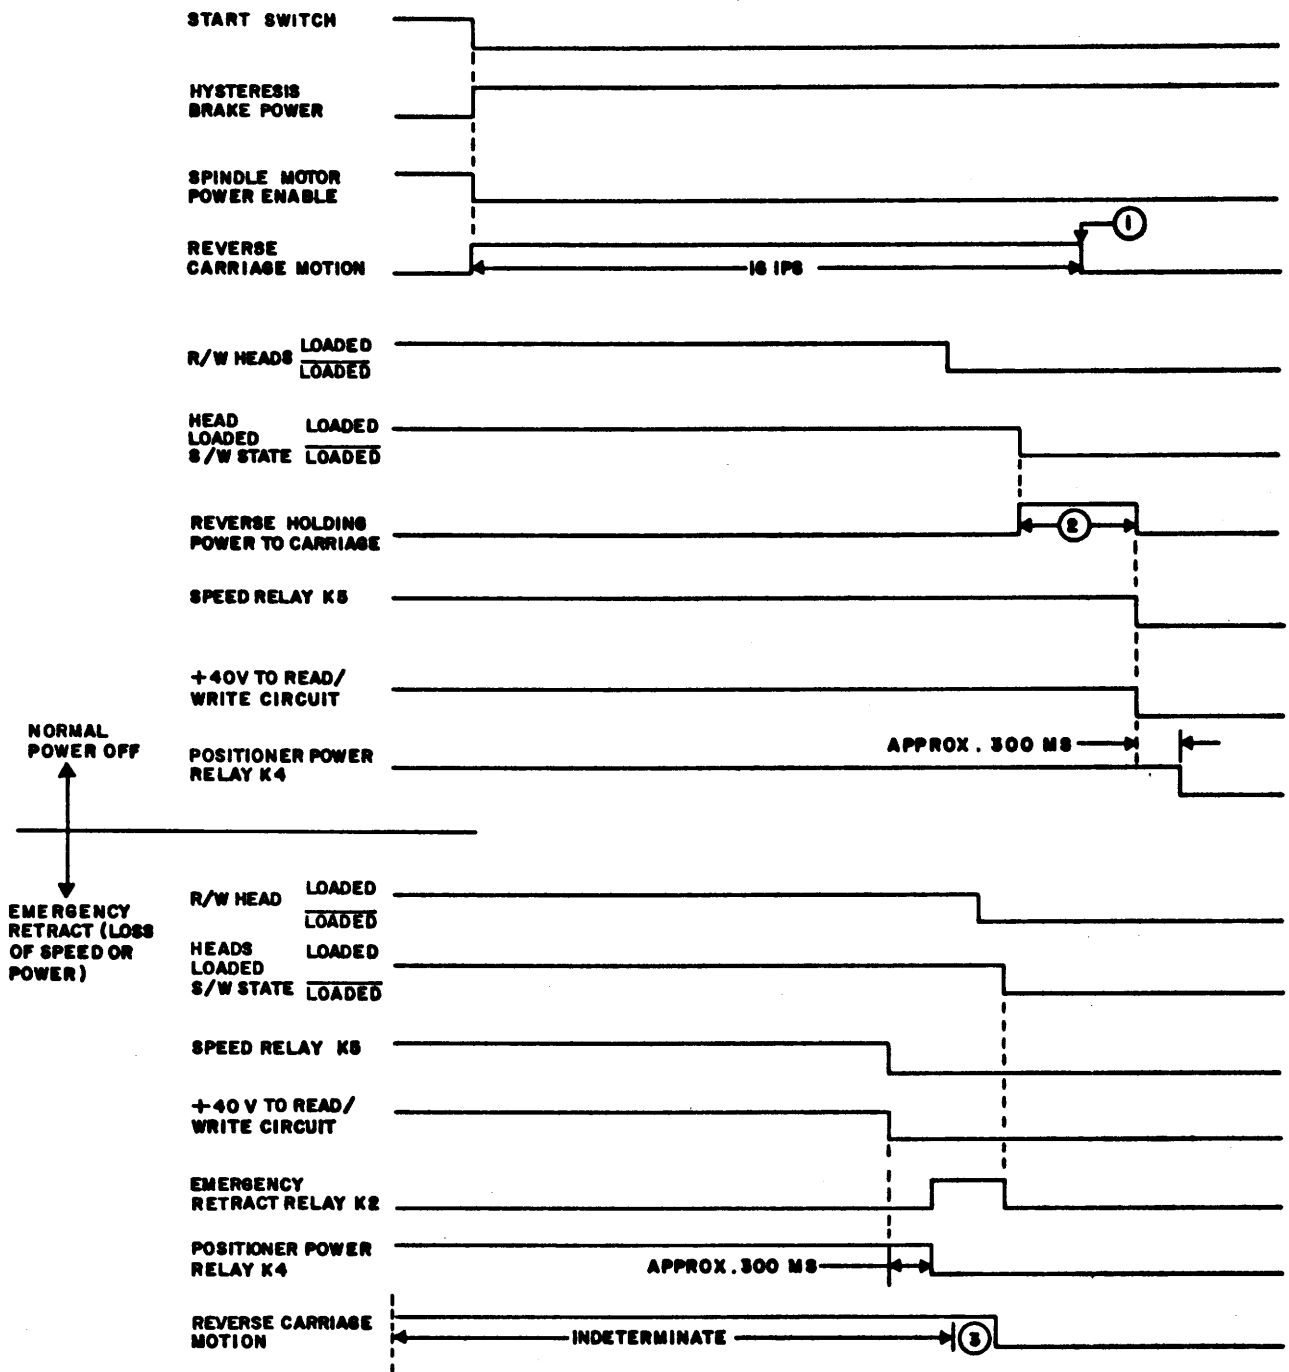 START SWITCH
HYSTERESIS
BRAKE POWER
SPINDLE MOTOR
POWER ENABLE
1
REVERSE
CARRIAGE MOTION
16 IPS
R/W HEADS LOADED
LOADED
HEAD
LOADED
S/W STATE
LOADED
LOADED
REVERSE HOLDING
POWER TO CARRIAGE
2
SPEED RELAY K5
+40V TO READ/
WRITE CIRCUIT
NORMAL
POWER OFF
POSITIONER POWER
RELAY K4
APPROX. 300 MS
EMERGENCY
RETRACT (LOSS
OF SPEED OR
POWER)
R/W HEAD
LOADED
LOADED
HEADS
LOADED
S/W STATE
LOADED
LOADED
SPEED RELAY K5
+40 V TO READ/
WRITE CIRCUIT
EMERGENCY
RETRACT RELAY K2
POSITIONER POWER
RELAY K4
APPROX. 300 MS
REVERSE CARRIAGE
MOTION
INDETERMINATE
3